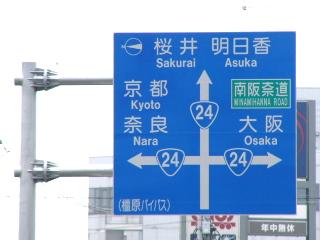 桜井 明日香
Sakurai Asuka
京都
Kyoto
南阪奈道
MINAMIHANNA ROAD
24
奈良 大阪
Nara Osaka
24 24
(橿原バイパス)
年中無休